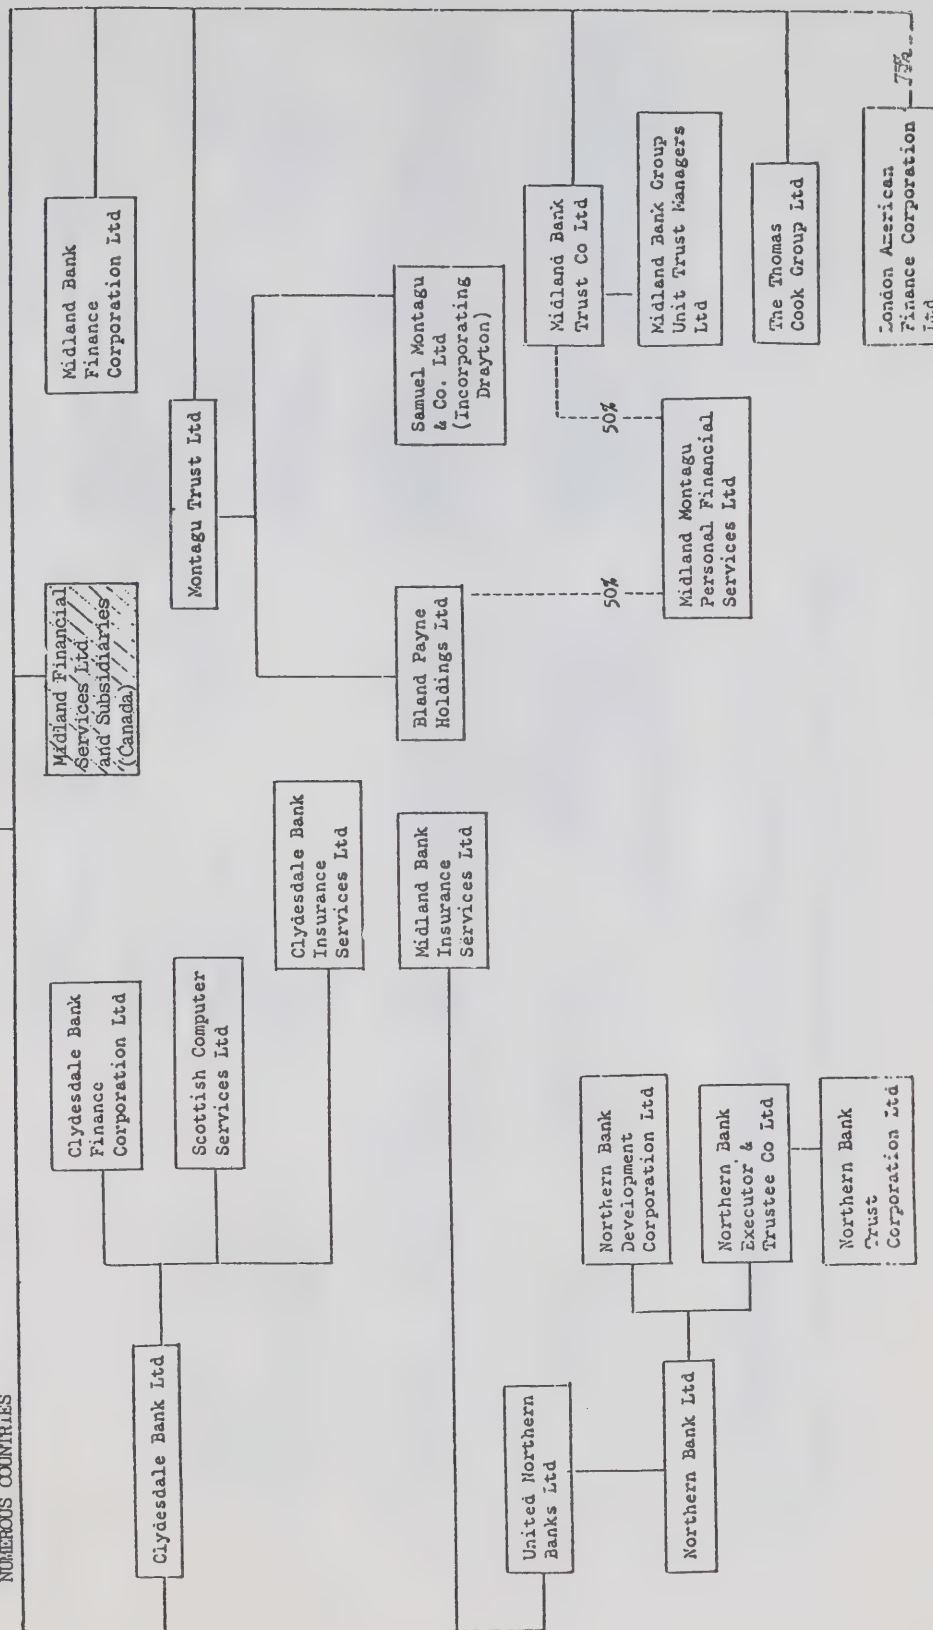 NUMEROUS COUNTRIES
Clydesdale Bank Ltd
Clydesdale Bank
Finance
Corporation Ltd
Scottish Computer
Services Ltd
Clydesdale Bank
Insurance
Services Ltd
Midland Financial
Services Ltd
and Subsidiaries
(Canada)
Midland Bank
Finance
Corporation Ltd
Montagu Trust Ltd
Midland Bank
Insurance
Services Ltd
Bland Payne
Holdings Ltd
Samuel Montagu
& Co. Ltd
(Incorporating
Drayton)
United Northern
Banks Ltd
Northern Bank Ltd
Northern Bank
Development
Corporation Ltd
Northern Bank
Executor &
Trustee Co Ltd
Northern Bank
Trust
Corporation Ltd
50%
50%
Midland Montagu
Personal Financial
Services Ltd
Midland Bank
Trust Co Ltd
Midland Bank Group
Unit Trust Managers
Ltd
The Thomas
Cook Group Ltd
London American
Finance Corporation
Ltd